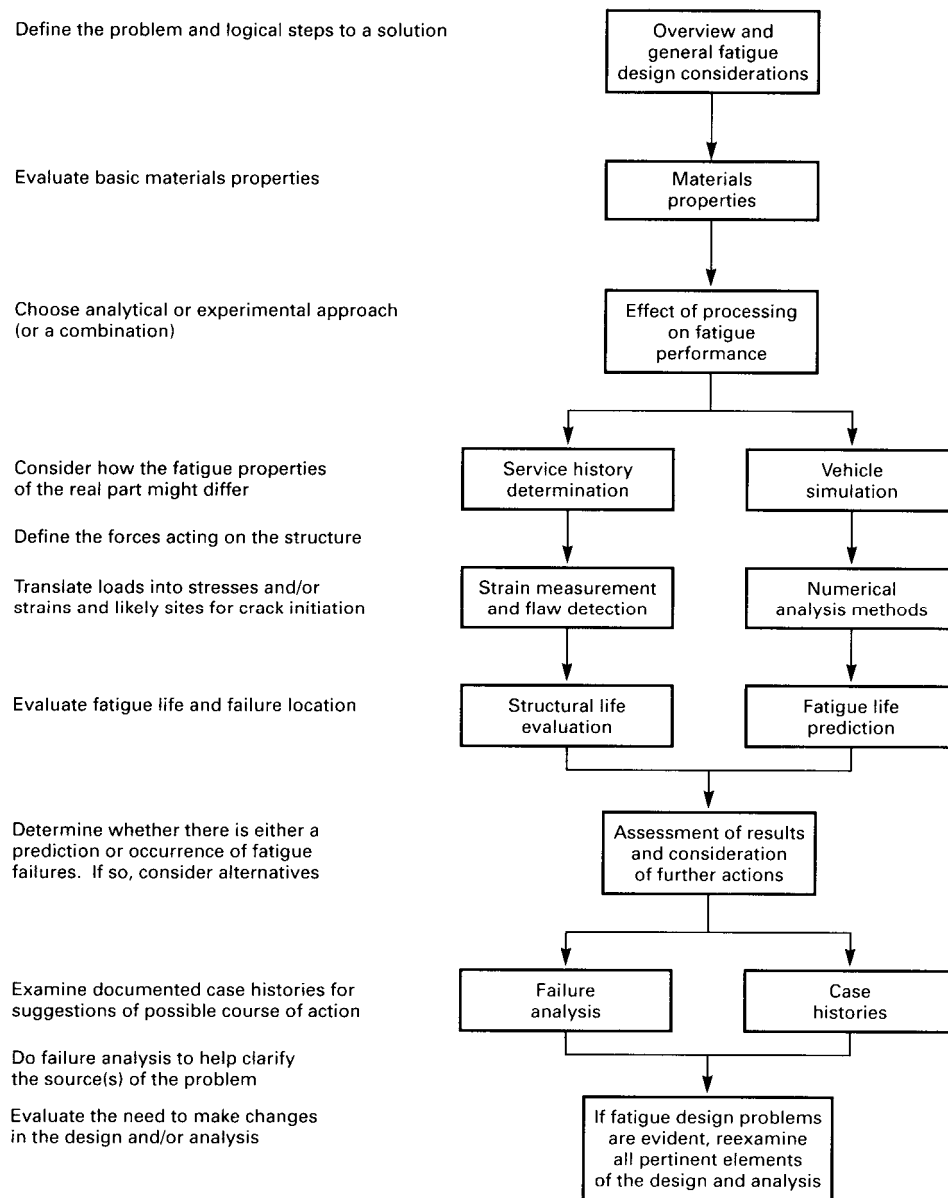 Define the problem and logical steps to a solution
Overview and
general fatigue
design considerations
Evaluate basic materials properties
Materials
properties
Choose analytical or experimental approach
(or a combination)
Effect of processing
on fatigue
performance
Consider how the fatigue properties
of the real part might differ
Service history
determination
Vehicle
simulation
Define the forces acting on the structure
Translate loads into stresses and/or
strains and likely sites for crack initiation
Strain measurement
and flaw detection
Numerical
analysis methods
Evaluate fatigue life and failure location
Structural life
evaluation
Fatigue life
prediction
Determine whether there is either a
prediction or occurrence of fatigue
failures. If so, consider alternatives
Assessment of results
and consideration
of further actions
Examine documented case histories for
suggestions of possible course of action
Failure
analysis
Case
histories
Do failure analysis to help clarify
the source(s) of the problem
Evaluate the need to make changes
in the design and/or analysis
If fatigue design problems
are evident, reexamine
all pertinent elements
of the design and analysis